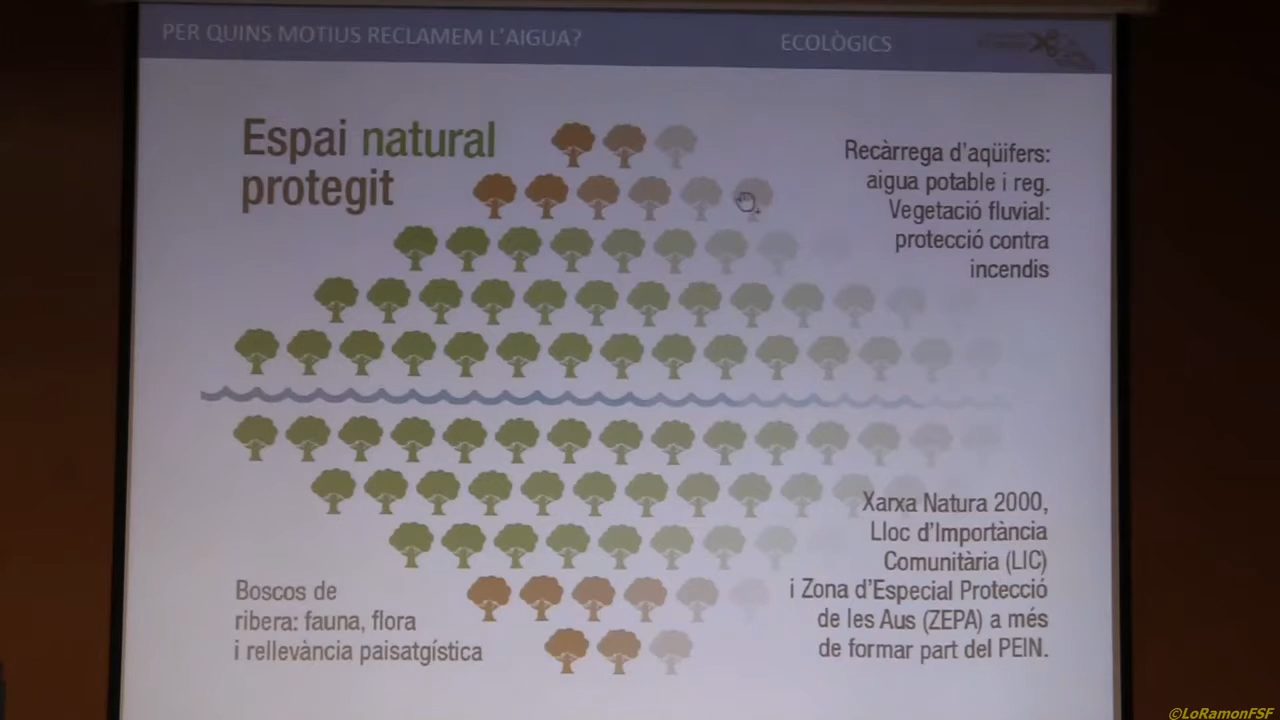 PER QUINS MOTIUS RECLAMEM L'AIGUA?
ECOLÒGICS
Espai natural
protegit
Recàrrega d'aqüífers:
aigua potable i reg.
Vegetació fluvial:
protecció contra
incendis
Boscos de
ribera: fauna, flora
i rellevància paisatgística
Xarxa Natura 2000,
Lloc d'Importància
Comunitària (LIC)
i Zona d'Especial Protecció
de les Aus (ZEPA) a més
de formar part del PEIN.
©LoRamonFSF